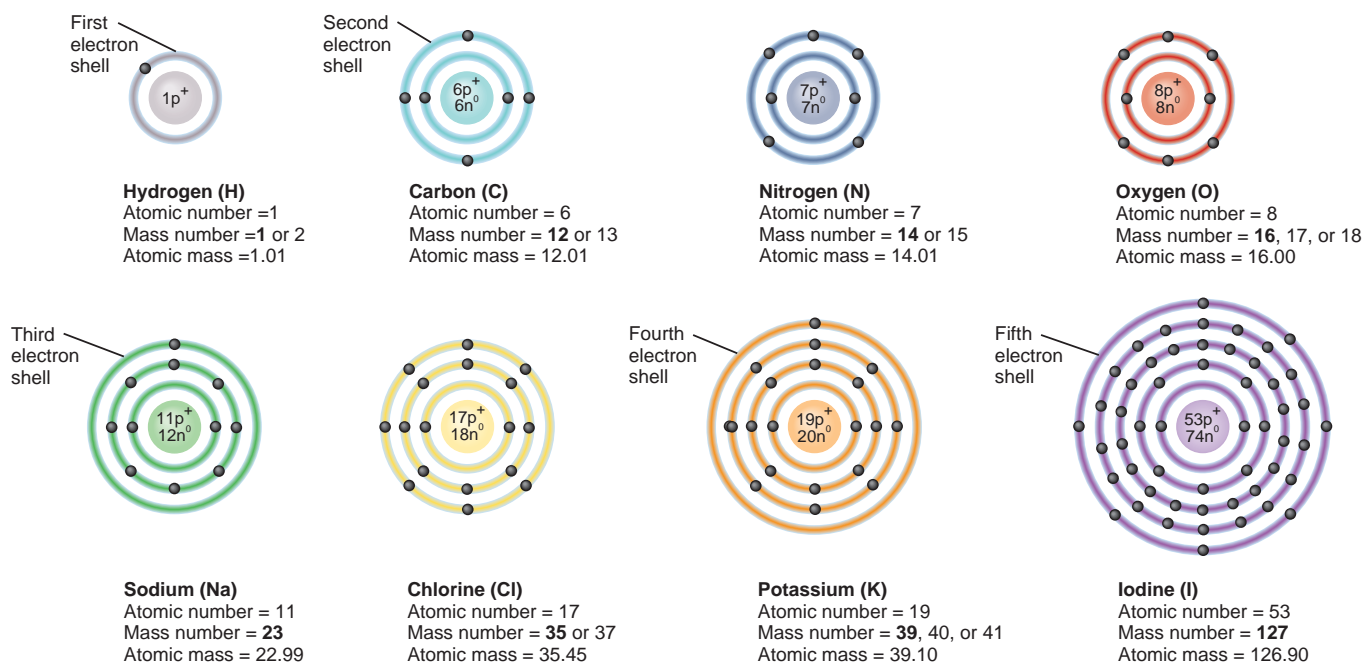 First
electron
shell
1p+
Hydrogen (H)
Atomic number =1
Mass number =1 or 2
Atomic mass =1.01
Second
electron
shell
6p+
6n0
Carbon (C)
Atomic number = 6
Mass number = 12 or 13
Atomic mass = 12.01
7p+
7n0
Nitrogen (N)
Atomic number = 7
Mass number = 14 or 15
Atomic mass = 14.01
8p+
8n0
Oxygen (O)
Atomic number = 8
Mass number = 16, 17, or 18
Atomic mass = 16.00
Third
electron
shell
11p+
12n0
Sodium (Na)
Atomic number = 11
Mass number = 23
Atomic mass = 22.99
17p+
18n0
Chlorine (Cl)
Atomic number = 17
Mass number = 35 or 37
Atomic mass = 35.45
Fourth
electron
shell
19p+
20n0
Potassium (K)
Atomic number = 19
Mass number = 39, 40, or 41
Atomic mass = 39.10
Fifth
electron
shell
53p+
74n0
Iodine (I)
Atomic number = 53
Mass number = 127
Atomic mass = 126.90